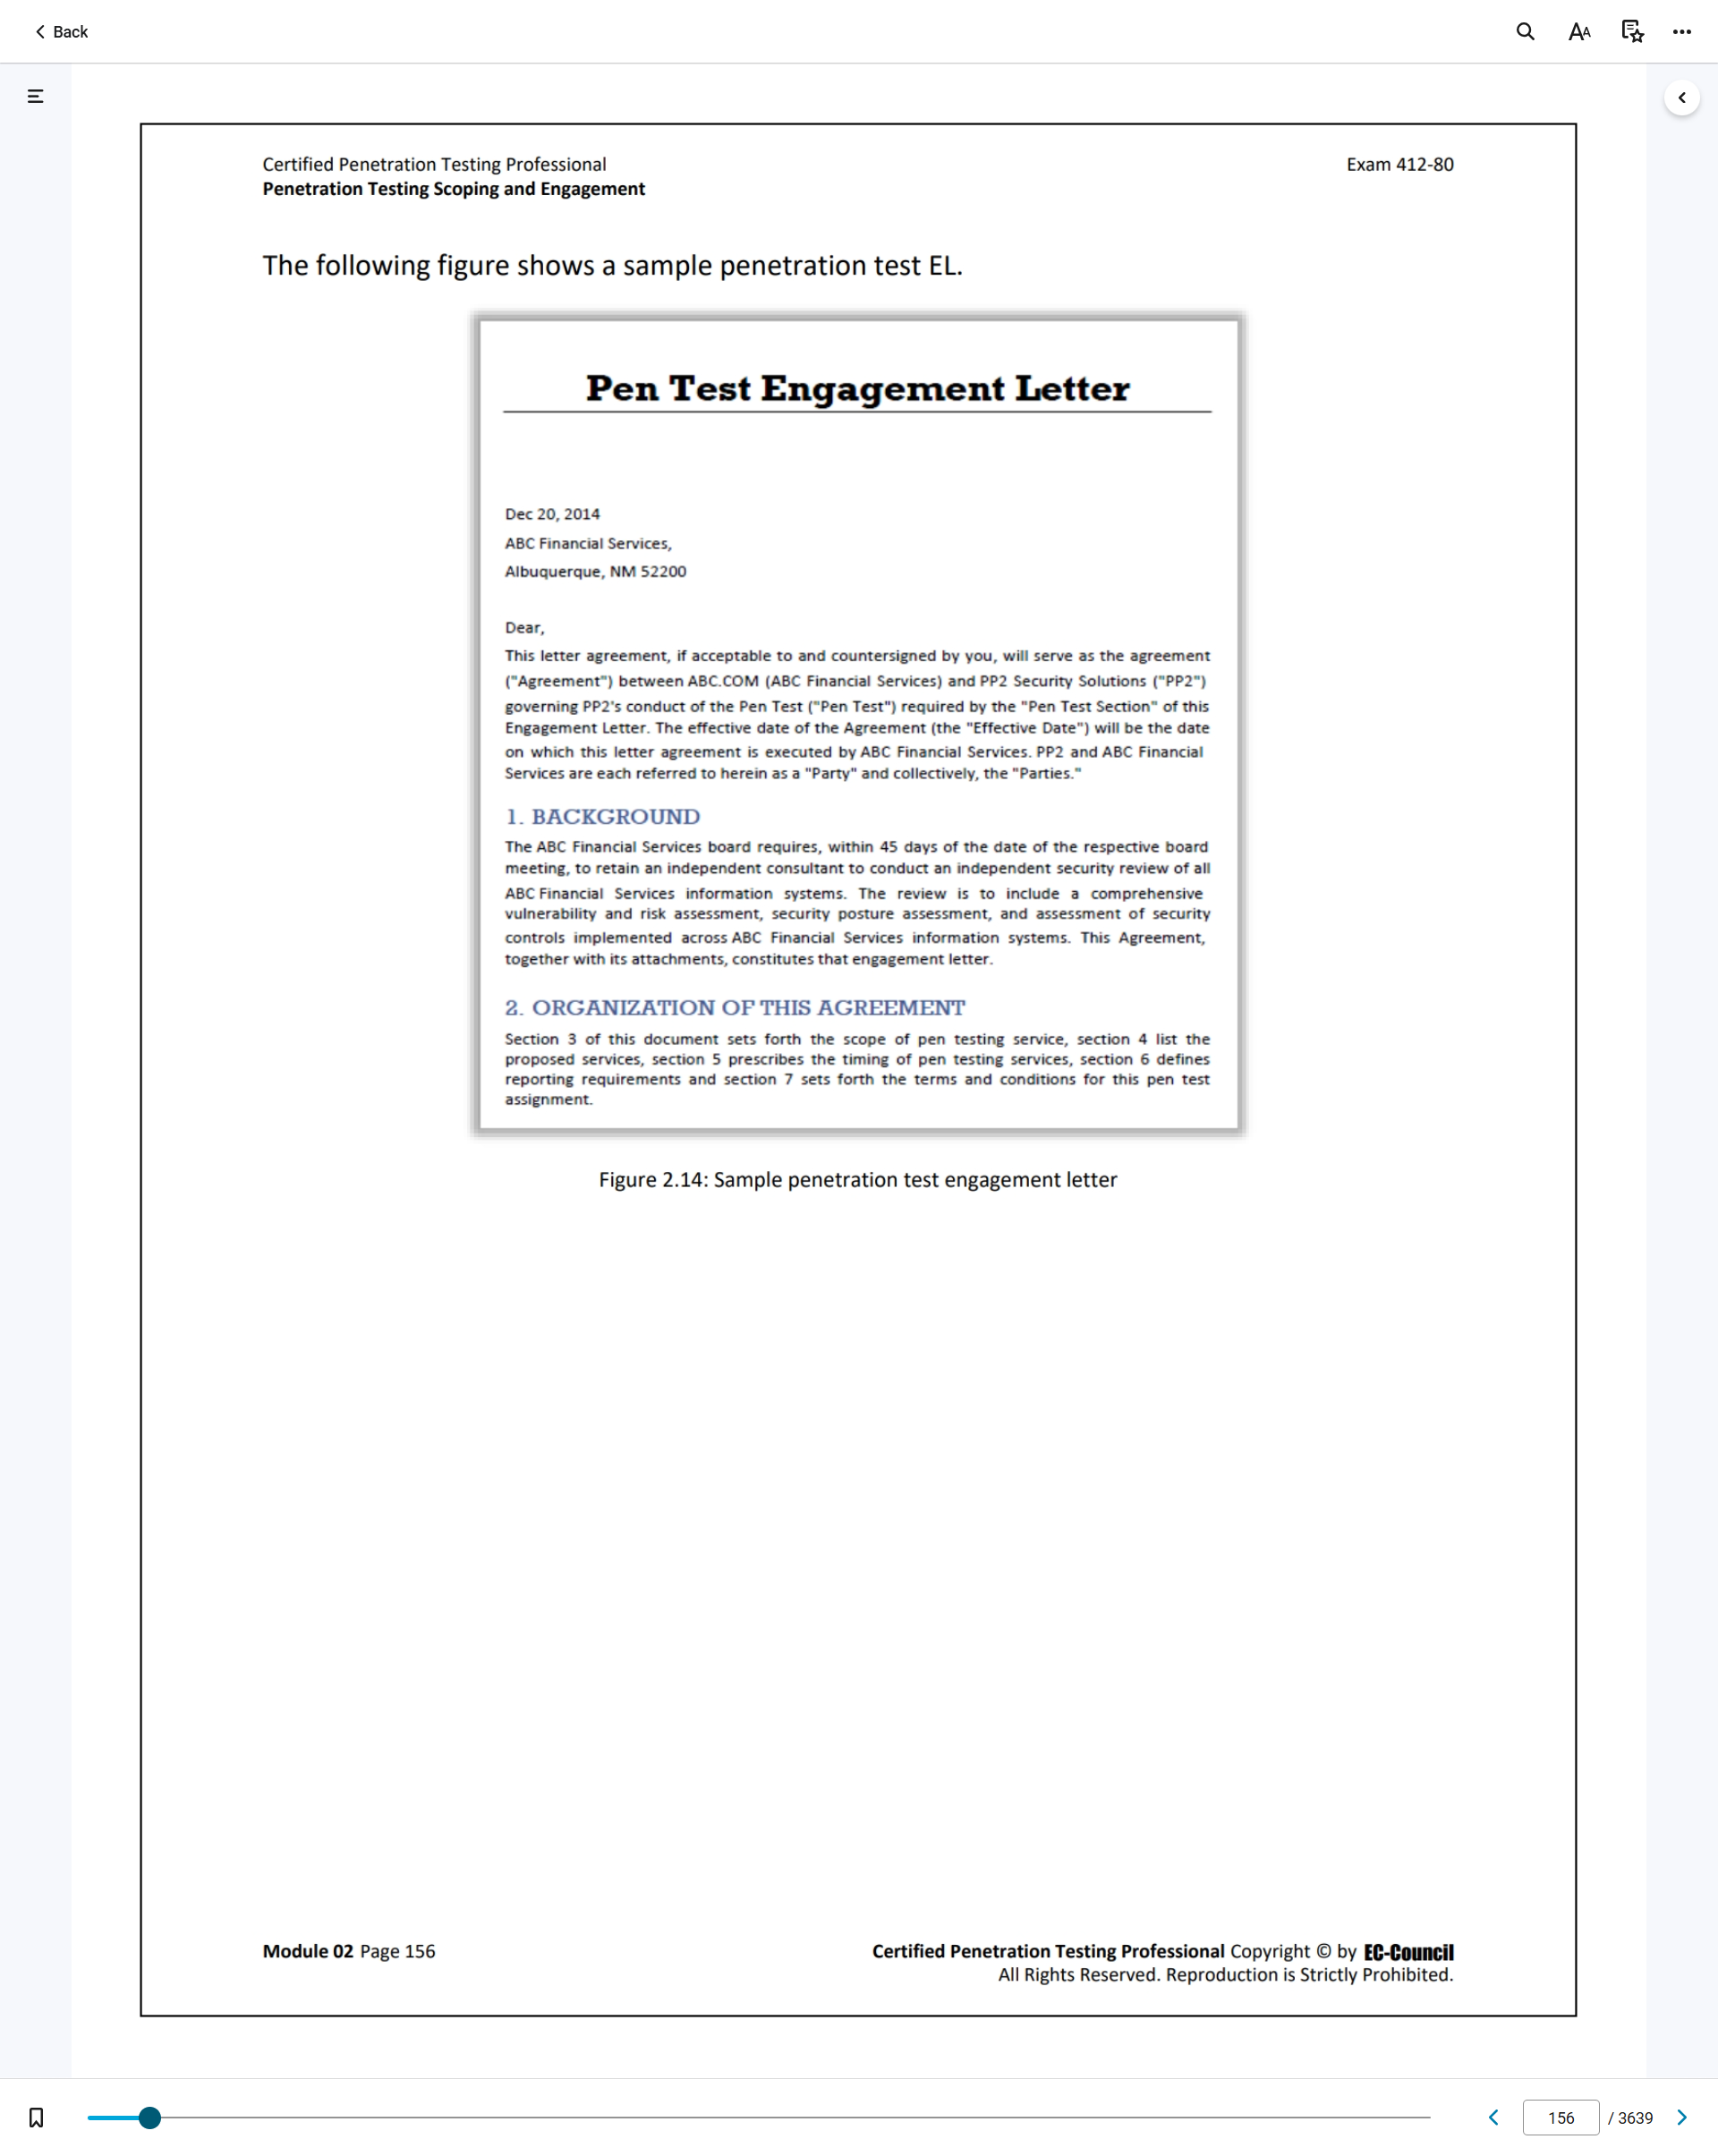 Back
AA
Certified Penetration Testing Professional
Exam 412-80
Penetration Testing Scoping and Engagement
The following figure shows a sample penetration test EL.
Pen Test Engagement Letter
Dec 20, 2014
ABC Financial Services,
Albuquerque, NM 52200
Dear,
This letter agreement, if acceptable to and countersigned by you, will serve as the agreement
("Agreement") between ABC.COM (ABC Financial Services) and PP2 Security Solutions ("PP2")
governing PP2's conduct of the Pen Test ("Pen Test") required by the "Pen Test Section" of this
Engagement Letter. The effective date of the Agreement (the "Effective Date") will be the date
on which this letter agreement is executed by ABC Financial Services. PP2 and ABC Financial
Services are each referred to herein as a "Party" and collectively, the "Parties."
1. BACKGROUND
The ABC Financial Services board requires, within 45 days of the date of the respective board
meeting, to retain an independent consultant to conduct an independent security review of all
ABC Financial Services information systems. The review is to include a comprehensive
vulnerability and risk assessment, security posture assessment, and assessment of security
controls implemented across ABC Financial Services information systems. This Agreement,
together with its attachments, constitutes that engagement letter.
2. ORGANIZATION OF THIS AGREEMENT
Section 3 of this document sets forth the scope of pen testing service, section 4 list the
proposed services, section 5 prescribes the timing of pen testing services, section 6 defines
reporting requirements and section 7 sets forth the terms and conditions for this pen test
assignment.
Figure 2.14: Sample penetration test engagement letter
Module 02 Page 156
Certified Penetration Testing Professional Copyright © by EC-Council
All Rights Reserved. Reproduction is Strictly Prohibited.
156 / 3639